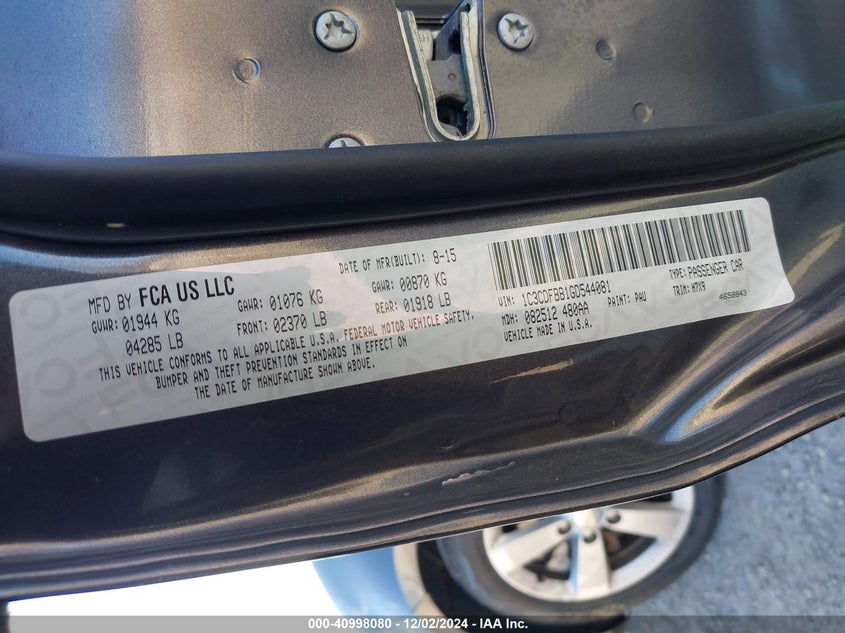 MFD BY FCA US LLC
DATE OF MFR(BUILT): 8-15
GVWR:01944 KG
04285 LB
GAWR:01076 KG
FRONT: 02370 LB
GAWR: 00870 KG
REAR: 01918 LB
THIS VEHICLE CONFORMS TO ALL APPLICABLE U.S.A. FEDERAL MOTOR VEHICLE SAFETY,
BUMPER AND THEFT PREVENTION STANDARDS IN EFFECT ON
THE DATE OF MANUFACTURE SHOWN ABOVE.
VIN: 1C3CDFBB1GD544081
TYPE:PASSENGER CAR
MDH: 082512 480AA
PAINT: PAU
TRIM: H7X9
VEHICLE MADE IN U.S.A.
4658843
000-40998080 - 12/02/2024 - IAA Inc.